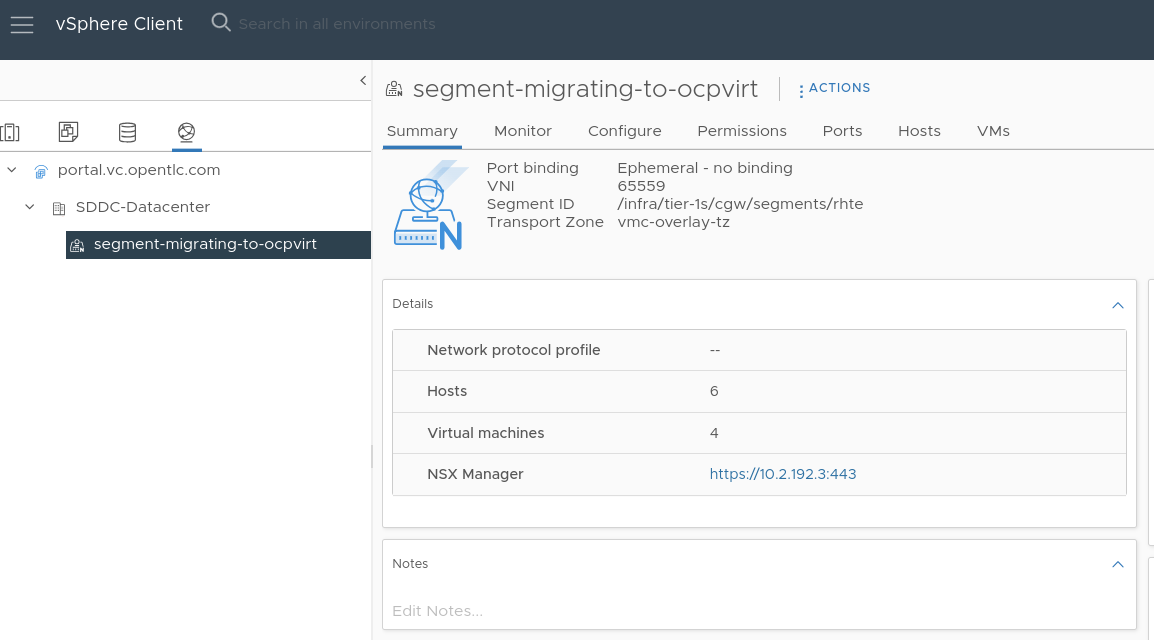 vSphere Client
Search in all environments
portal.vc.opentlc.com
SDDC-Datacenter
segment-migrating-to-ocpvirt
segment-migrating-to-ocpvirt
ACTIONS
Summary Monitor Configure Permissions Ports Hosts VMs
Port binding Ephemeral - no binding
VNI 65559
Segment ID /infra/tier-1s/cgw/segments/rhte
Transport Zone vmc-overlay-tz
N
Details
Network protocol profile --
Hosts 6
Virtual machines 4
NSX Manager https://10.2.192.3:443
Notes
Edit Notes...